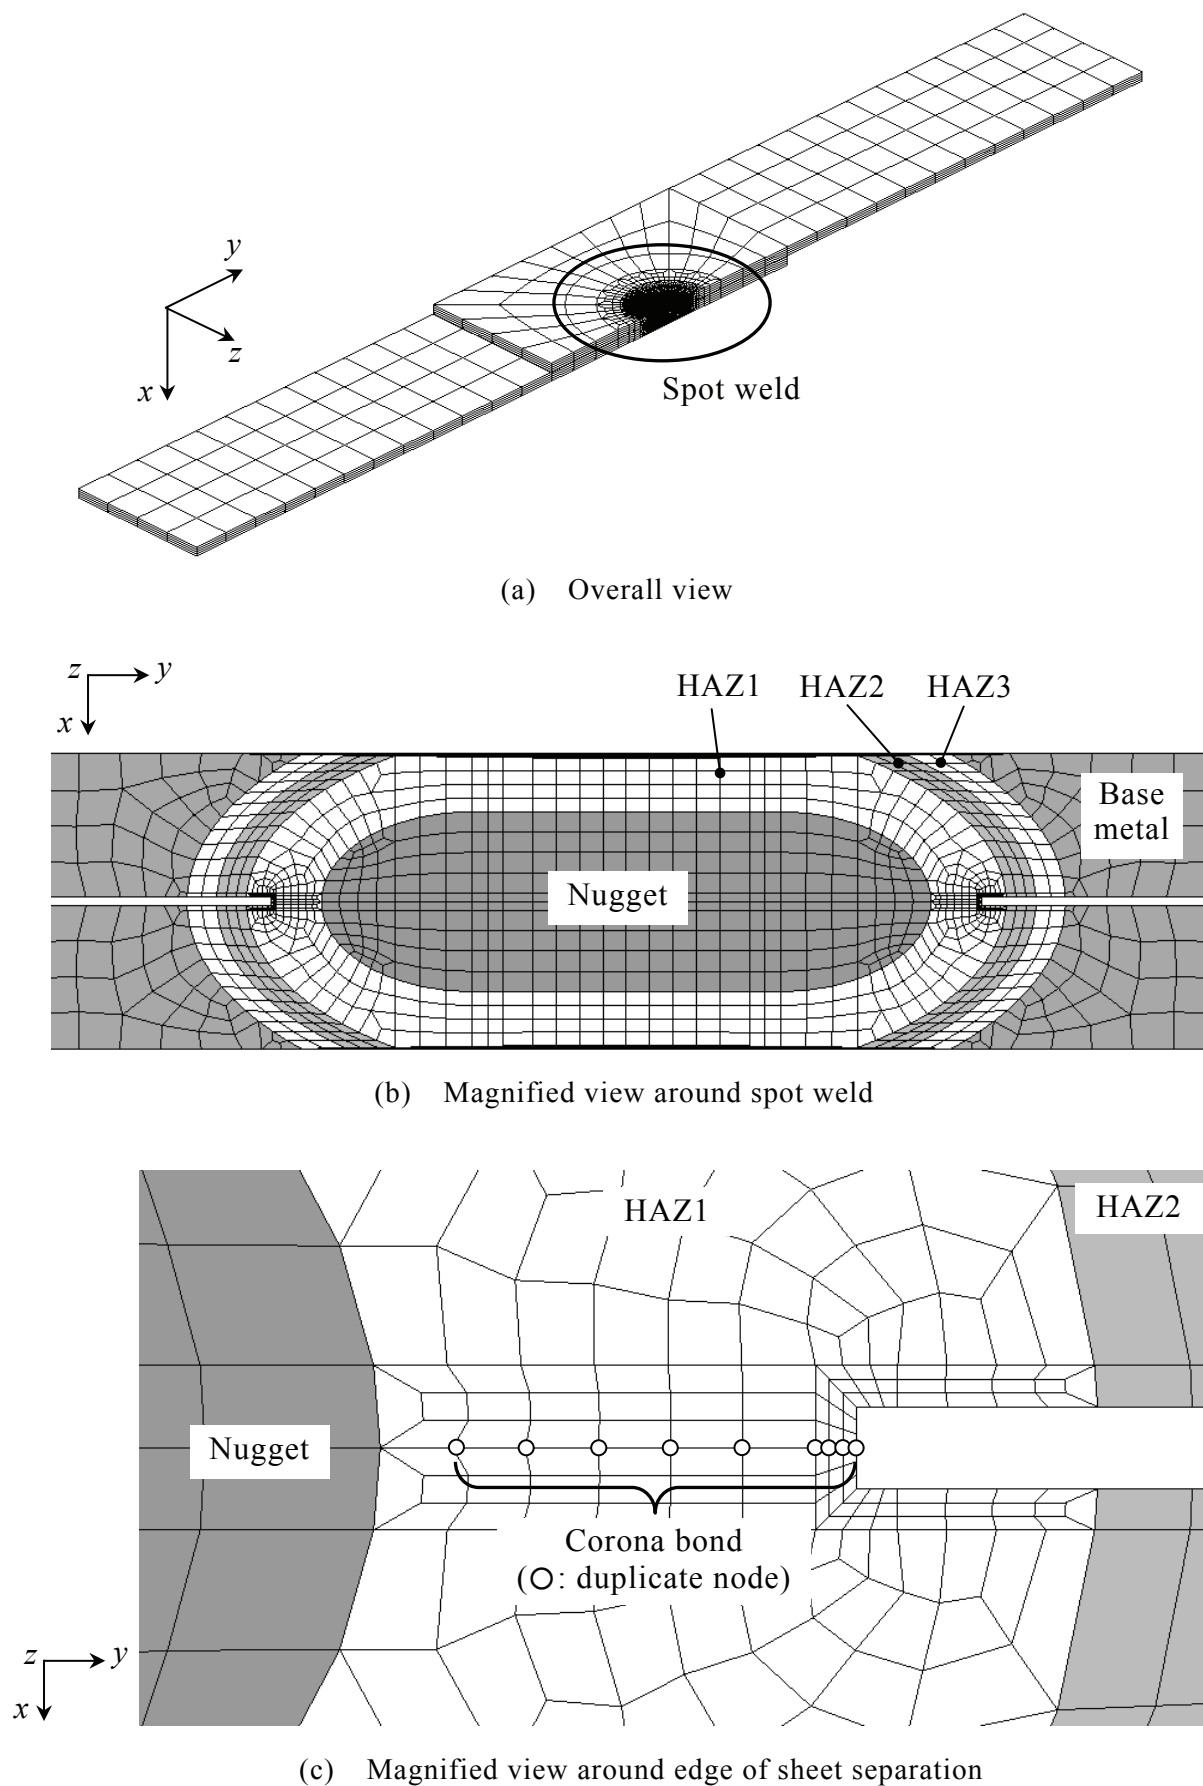 y
z
x
Spot weld
(a) Overall view
z y
x
HAZ1 HAZ2 HAZ3
Base
metal
Nugget
(b) Magnified view around spot weld
HAZ1
HAZ2
Nugget
Corona bond
(○: duplicate node)
z y
x
(c) Magnified view around edge of sheet separation